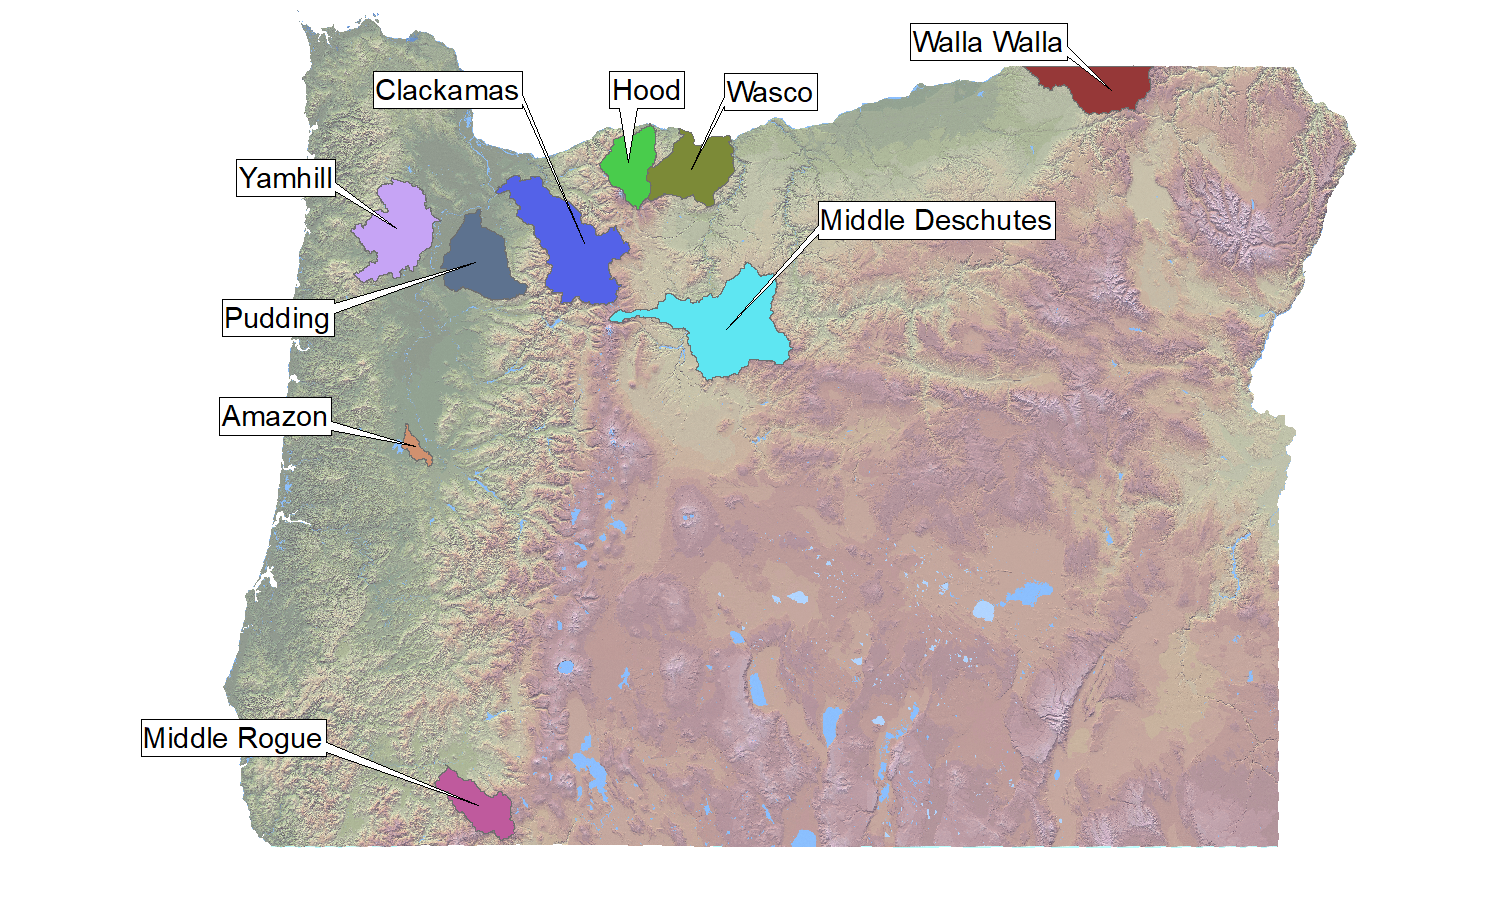 Walla Walla
Clackamas
Hood
Wasco
Yamhill
Middle Deschutes
Pudding
Amazon
Middle Rogue